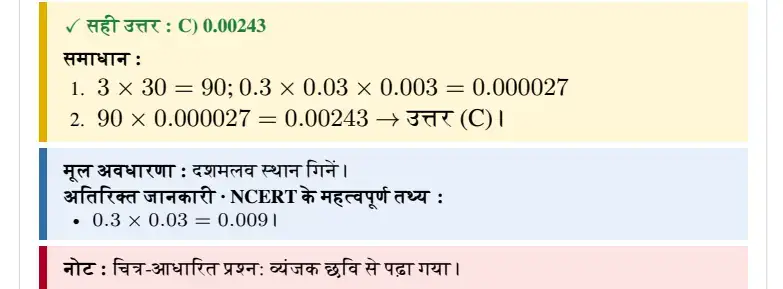 ✓ सही उत्तर : C) 0.00243
समाधान :
1. 3 × 30 = 90; 0.3 × 0.03 × 0.003 = 0.000027
2. 90 × 0.000027 = 0.00243 → उत्तर (C)।
मूल अवधारणा : दशमलव स्थान गिनें।
अतिरिक्त जानकारी · NCERT के महत्वपूर्ण तथ्य :
• 0.3 × 0.03 = 0.009।
नोट : चित्र-आधारित प्रश्न: व्यंजक छवि से पढ़ा गया।